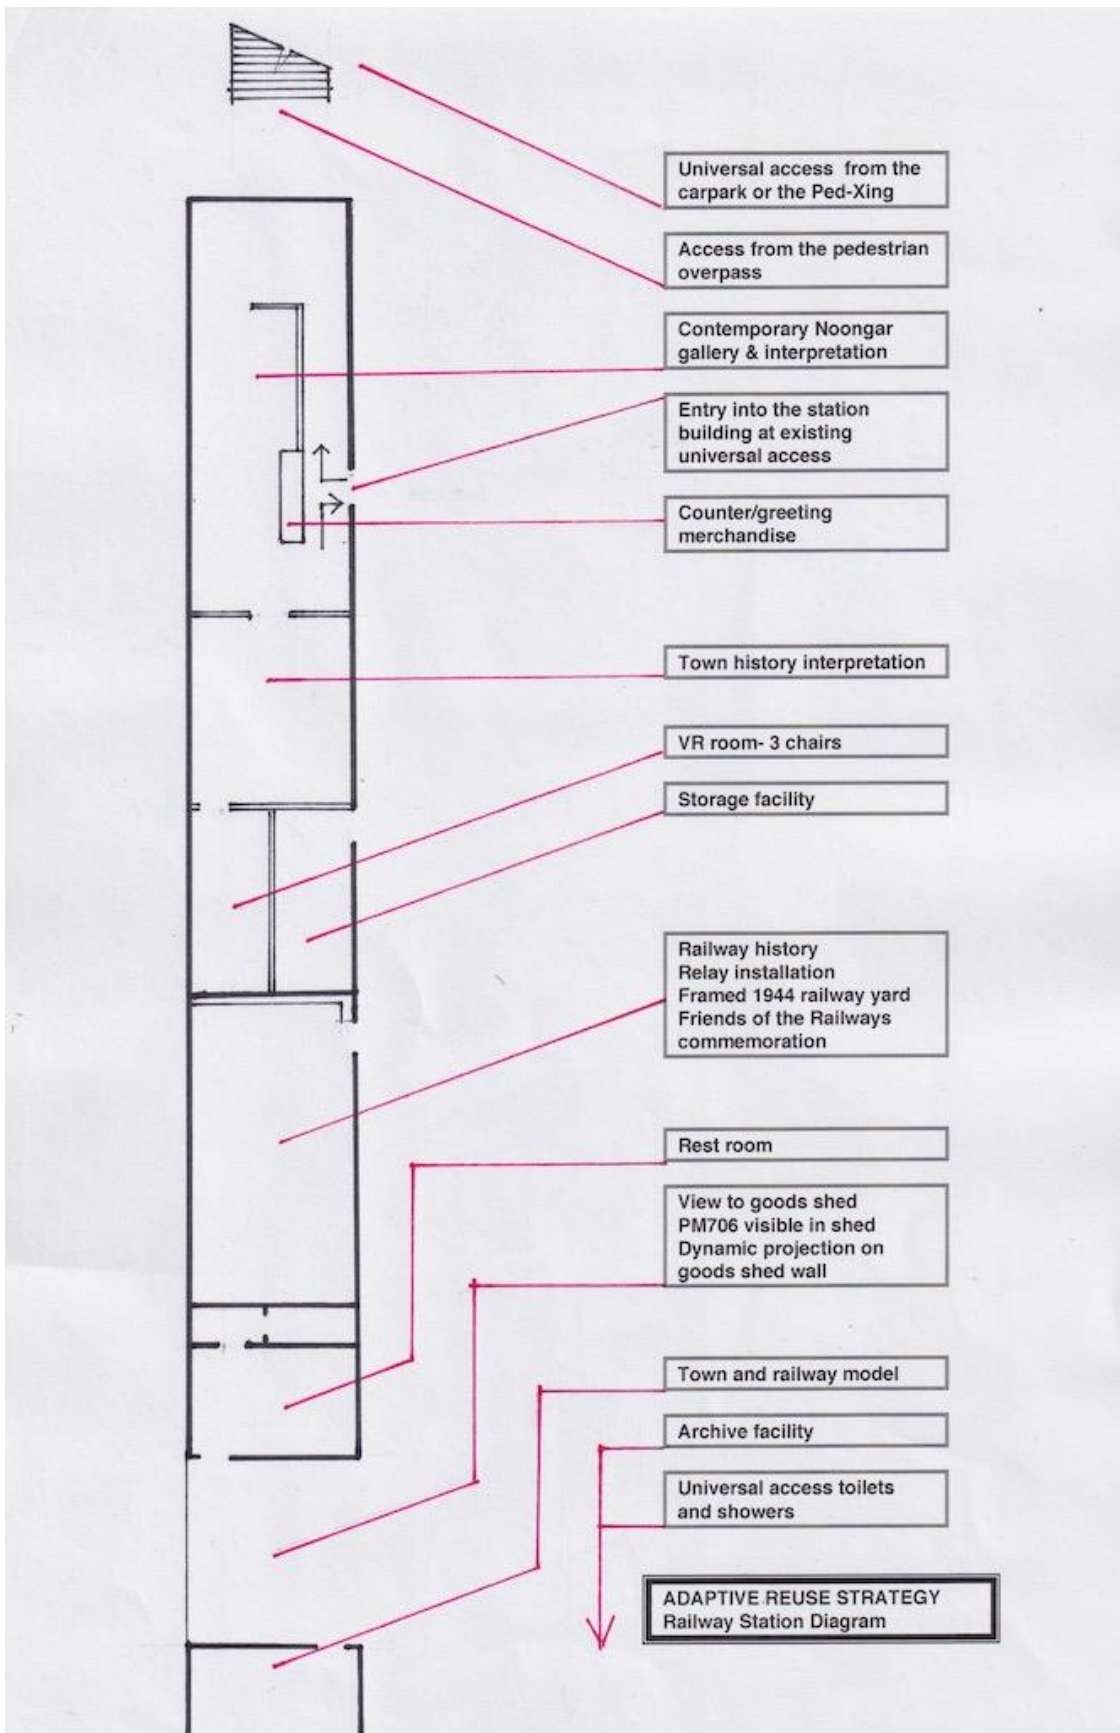 Universal access from the
carpark or the Ped-Xing
Access from the pedestrian
overpass
Contemporary Noongar
gallery & interpretation
Entry into the station
building at existing
universal access
Counter/greeting
merchandise
Town history interpretation
VR room- 3 chairs
Storage facility
Railway history
Relay installation
Framed 1944 railway yard
Friends of the Railways
commemoration
Rest room
View to goods shed
PM706 visible in shed
Dynamic projection on
goods shed wall
Town and railway model
Archive facility
Universal access toilets
and showers
ADAPTIVE REUSE STRATEGY
Railway Station Diagram